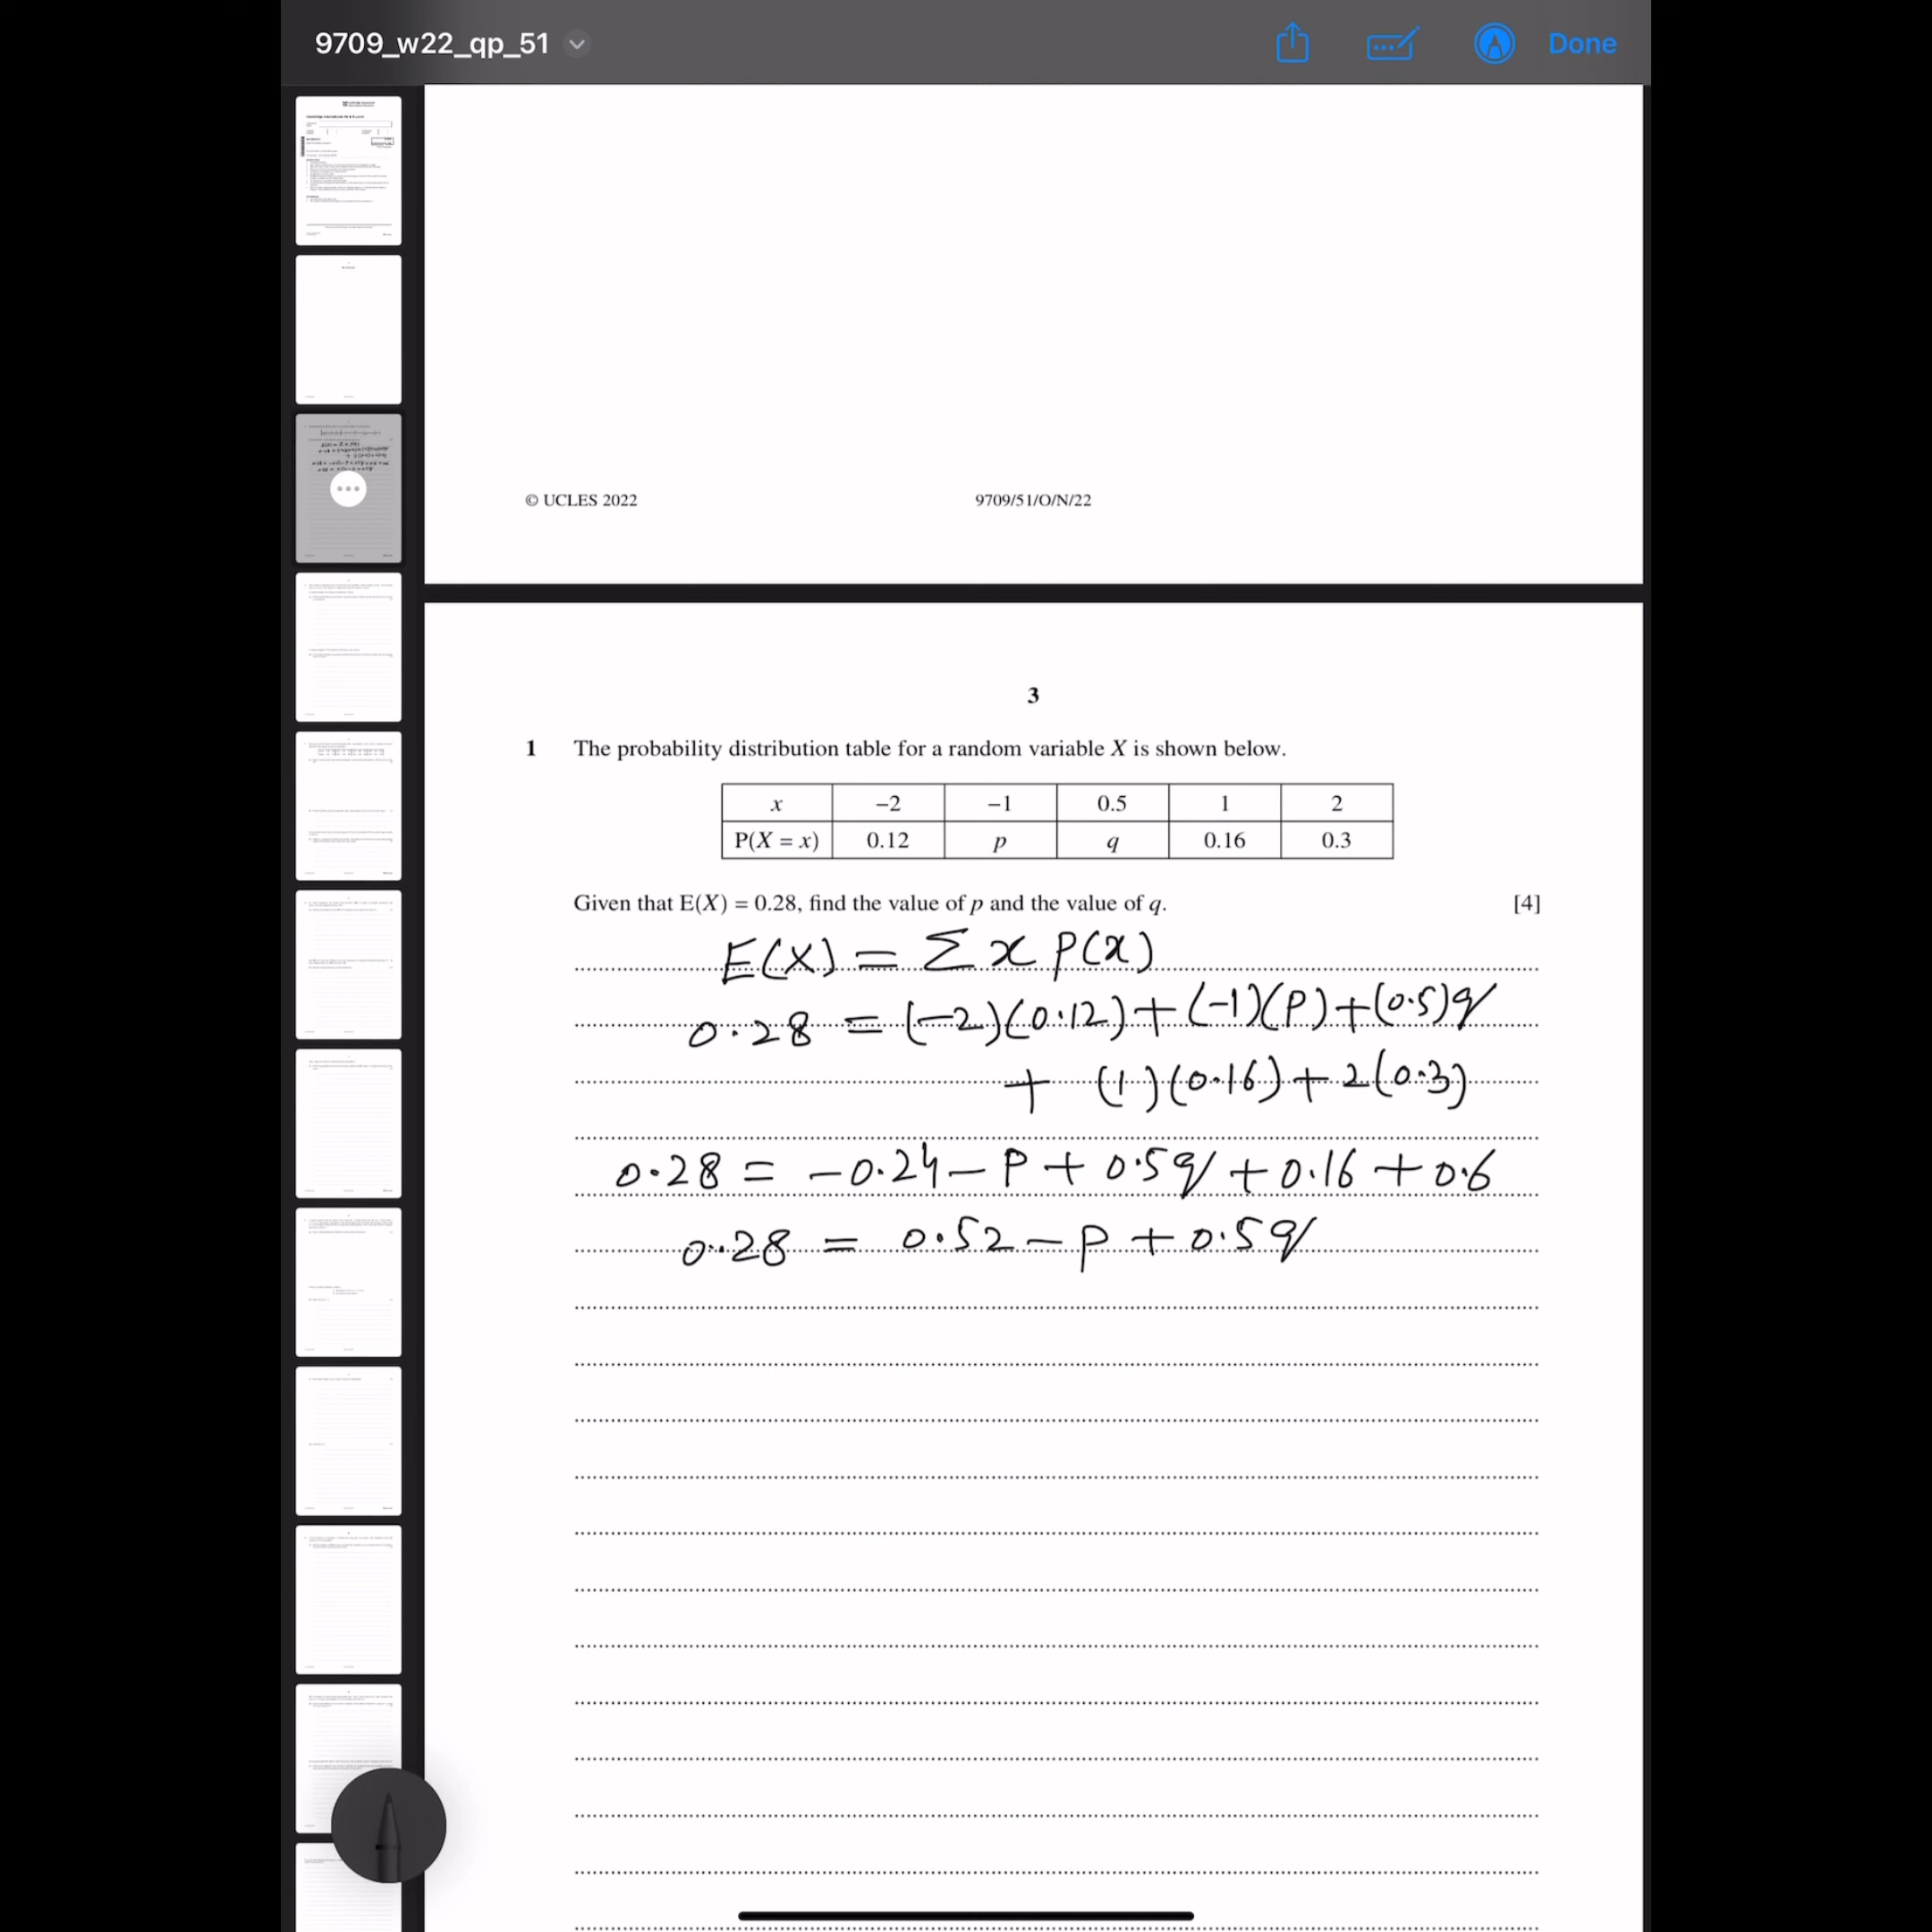 9709_w22_qp_51
Done
© UCLES 2022
9709/51/O/N/22
3
1 The probability distribution table for a random variable X is shown below.
x −2 −1 0.5 1 2
P(X = x) 0.12 p q 0.16 0.3
Given that E(X) = 0.28, find the value of p and the value of q. [4]
E(X) = Σ x P(x)
0.28 = (−2)(0.12) + (−1)(P) + (0.5)q
+ (1)(0.16) + 2(0.3)
0.28 = −0.24 − P + 0.5q + 0.16 + 0.6
0.28 = 0.52 − P + 0.5q